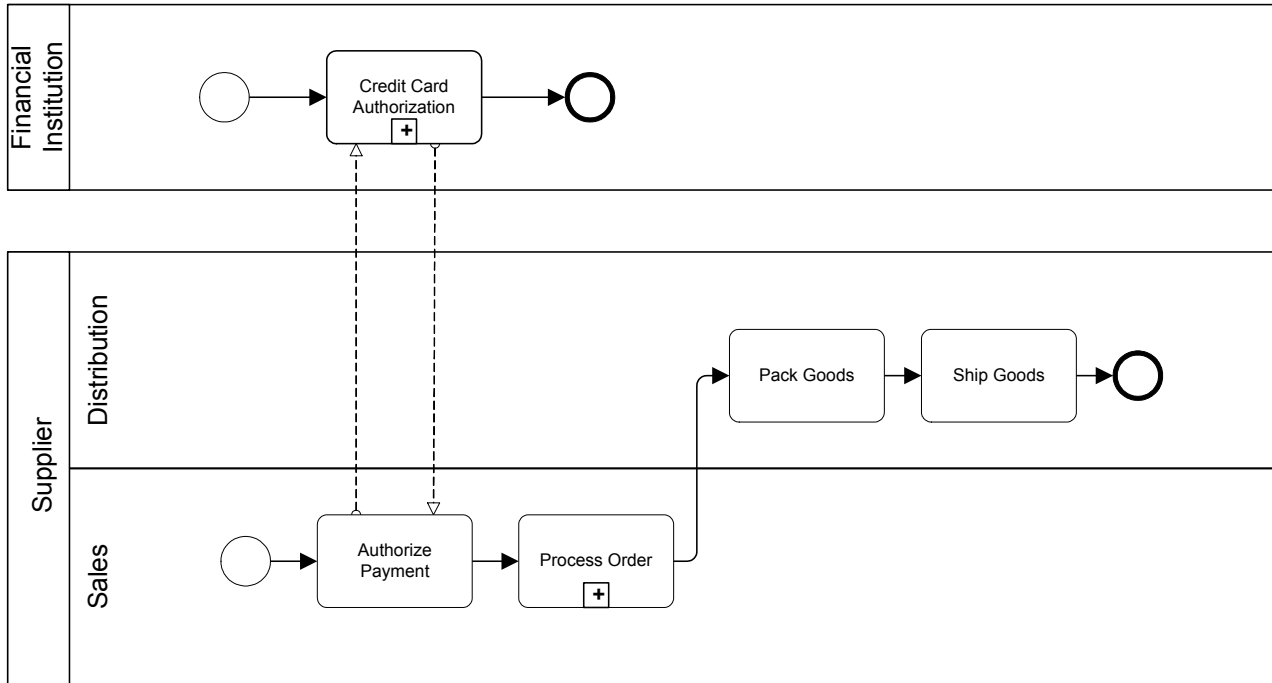 Financial
Institution
Credit Card
Authorization
+
Supplier
Distribution
Pack Goods
Ship Goods
Sales
Authorize
Payment
Process Order
+